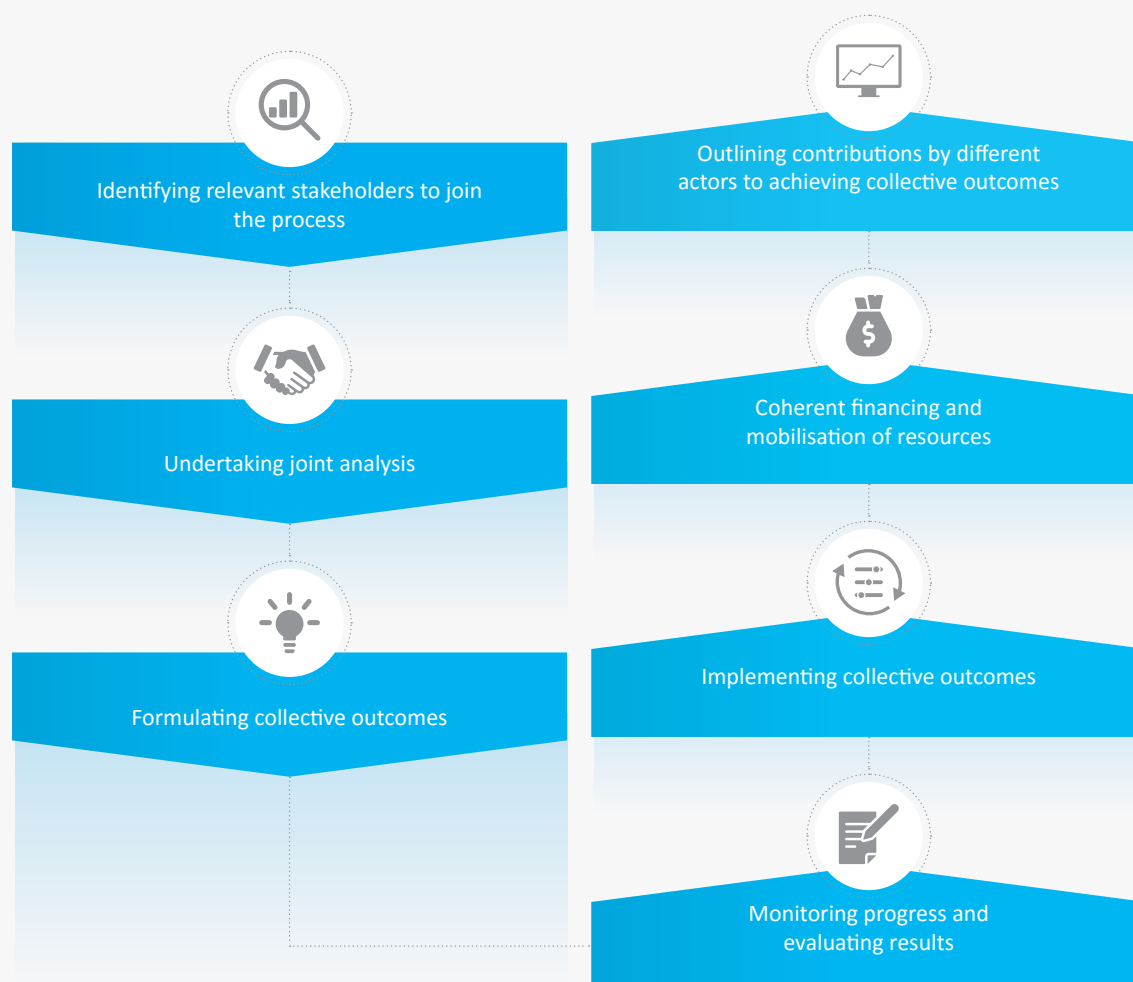 Identifying relevant stakeholders to join
the process
Undertaking joint analysis
Formulating collective outcomes
Outlining contributions by different
actors to achieving collective outcomes
Coherent financing and
mobilisation of resources
Implementing collective outcomes
Monitoring progress and
evaluating results